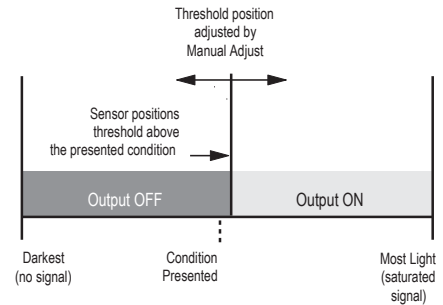 Threshold position
adjusted by
Manual Adjust
Sensor positions
threshold above
the presented condition
Output OFF
Output ON
Darkest
(no signal)
Condition
Presented
Most Light
(saturated
signal)